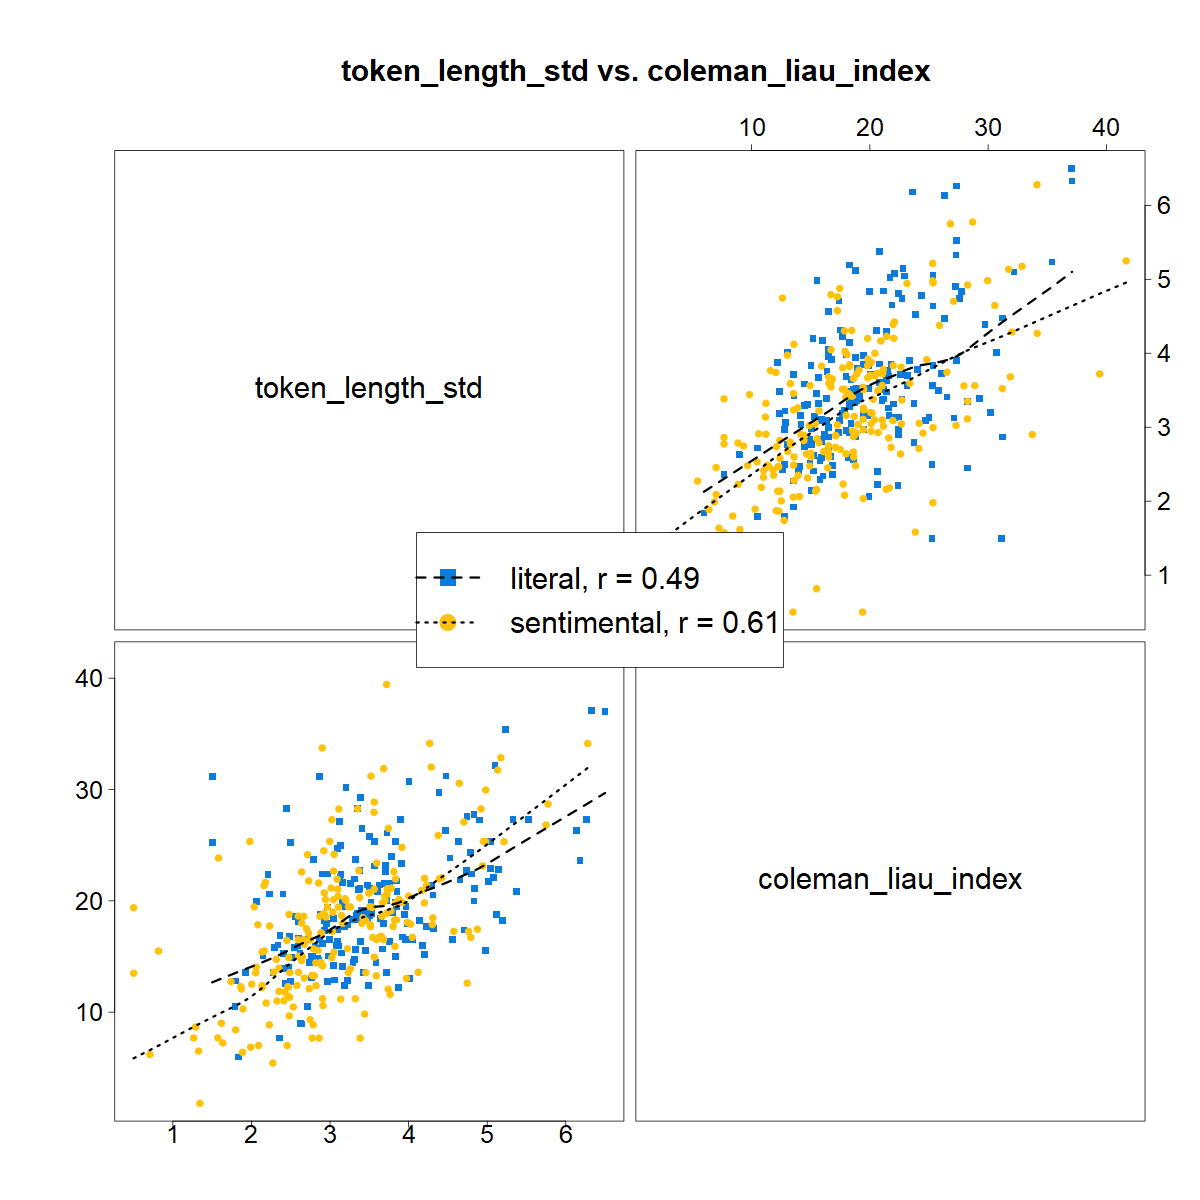 token_length_std vs. coleman_liau_index
10 20 30 40
token_length_std
6
5
4
3
2
1
literal, r = 0.49
sentimental, r = 0.61
40
30
20
10
coleman_liau_index
1 2 3 4 5 6